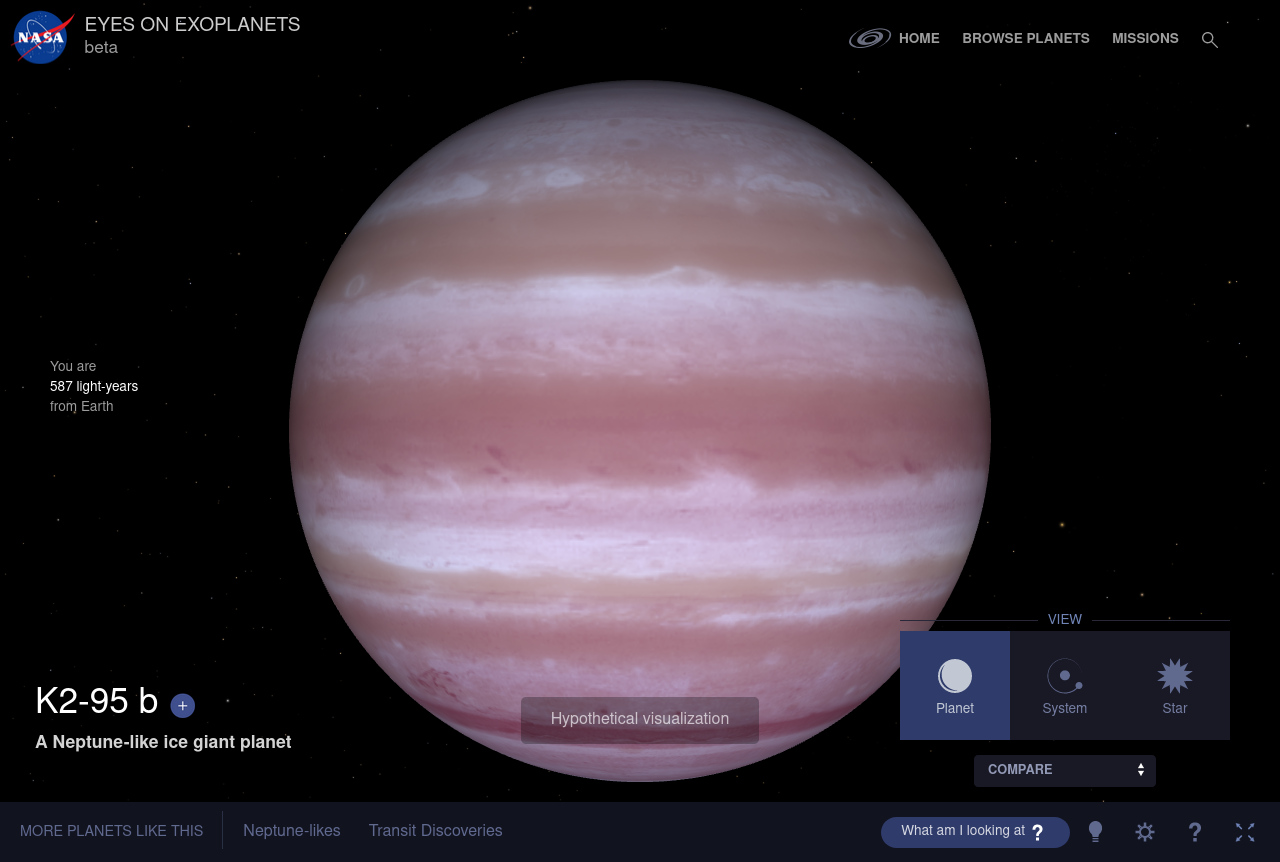 NASA
EYES ON EXOPLANETS
beta
HOME
BROWSE PLANETS
MISSIONS
You are
587 light-years
from Earth
VIEW
Planet
System
Star
K2-95 b +
A Neptune-like ice giant planet
Hypothetical visualization
COMPARE
MORE PLANETS LIKE THIS
Neptune-likes
Transit Discoveries
What am I looking at ?
?